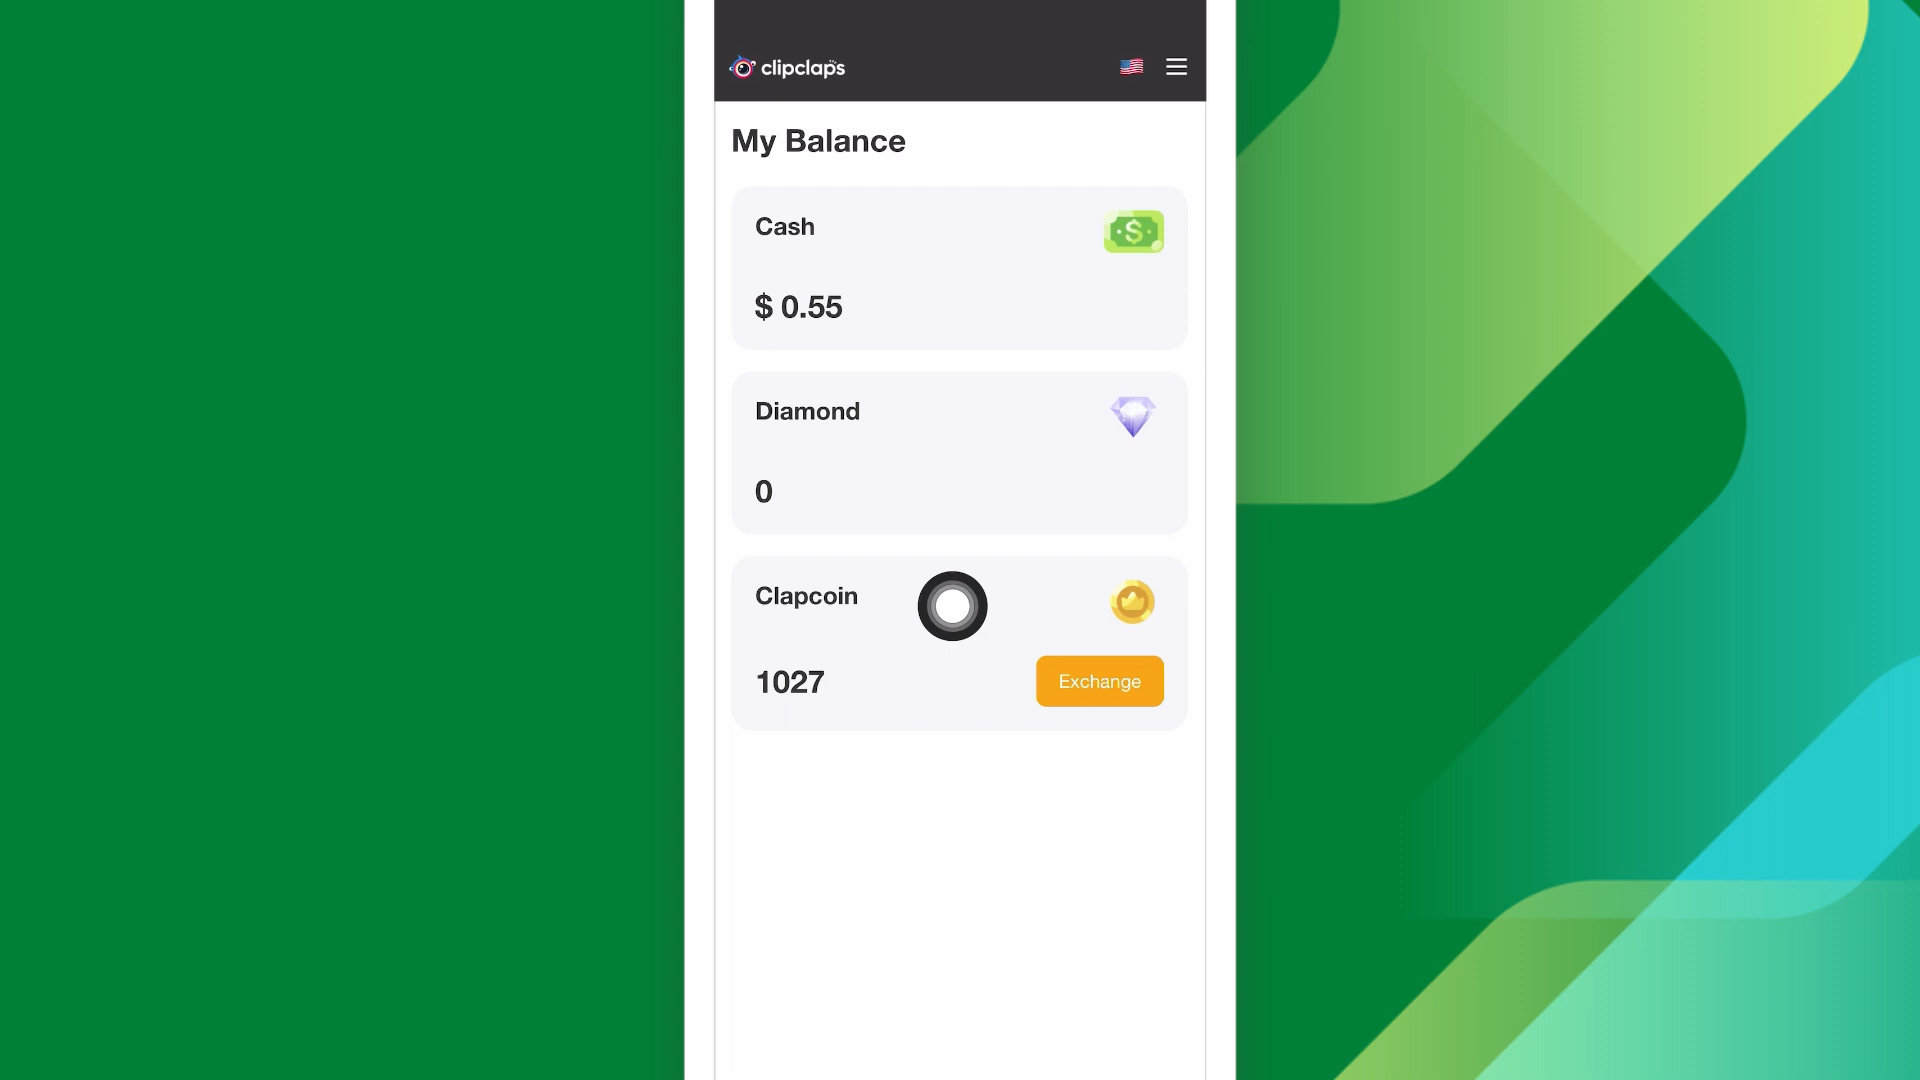 clipclaps
My Balance
Cash
$ 0.55
Diamond
0
Clapcoin
1027
Exchange